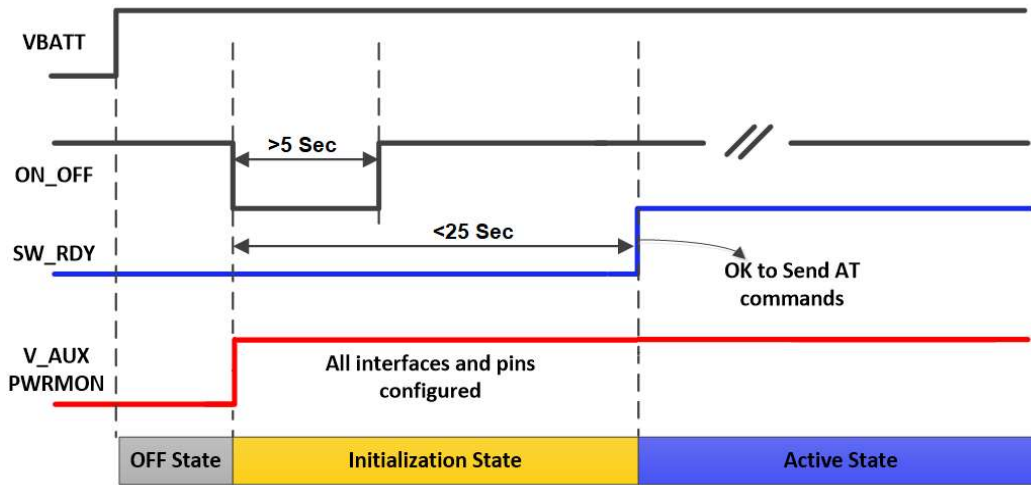 VBATT
>5 Sec
ON_OFF
<25 Sec
SW_RDY
OK to Send AT
commands
V_AUX
PWRMON
All interfaces and pins
configured
OFF State
Initialization State
Active State